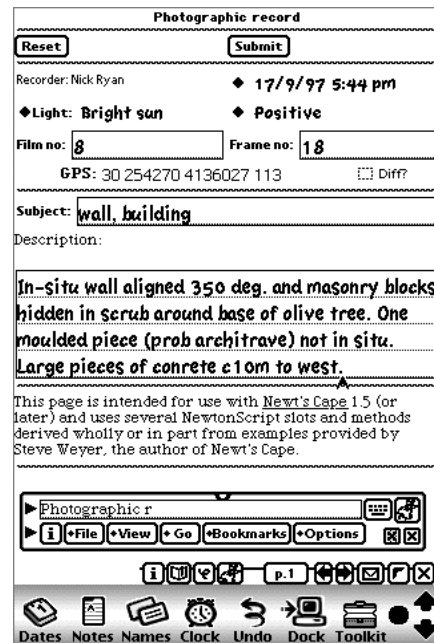 Photographic record
Reset Submit
Recorder: Nick Ryan ◆ 17/9/97 5:44 pm
◆Light: Bright sun ◆ Positive
Film no: 8 Frame no: 18
GPS: 30 254270 4136027 113 Diff?
Subject: wall, building
Description:
In-situ wall aligned 350 deg. and masonry blocks
hidden in scrub around base of olive tree. One
moulded piece (prob architrave) not in situ.
Large pieces of conrete c10m to west.
This page is intended for use with Newt's Cape 1.5 (or
later) and uses several NewtonScript slots and methods
derived wholly or in part from examples provided by
Steve Weyer, the author of Newt's Cape.
Photographic r
i ◆File ◆View ◆Go ◆Bookmarks ◆Options
i p.1
Dates Notes Names Clock Undo Dock Toolkit